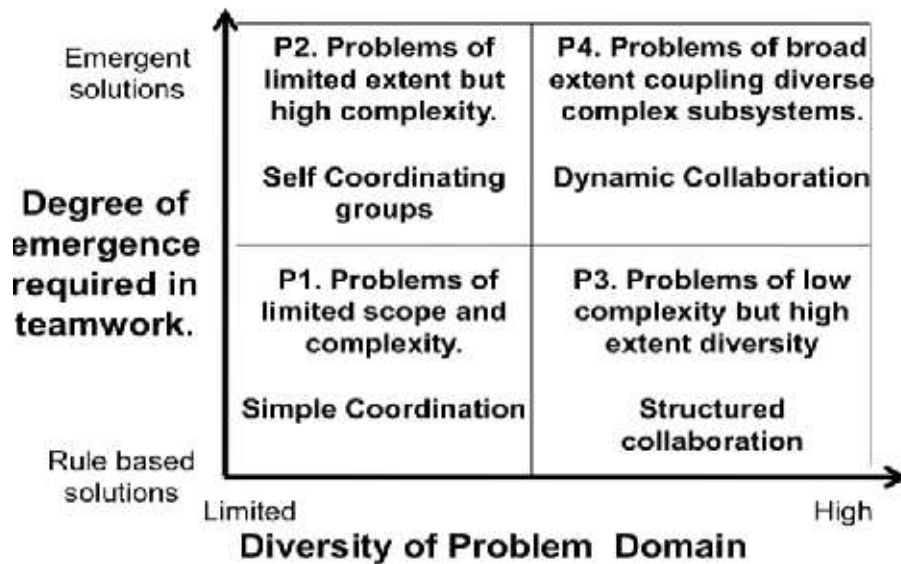 Emergent
solutions
P2. Problems of
limited extent but
high complexity.
Self Coordinating
groups
P4. Problems of broad
extent coupling diverse
complex subsystems.
Dynamic Collaboration
Degree of
emergence
required in
teamwork.
P1. Problems of
limited scope and
complexity.
Simple Coordination
P3. Problems of low
complexity but high
extent diversity
Structured
collaboration
Rule based
solutions
Limited
High
Diversity of Problem Domain